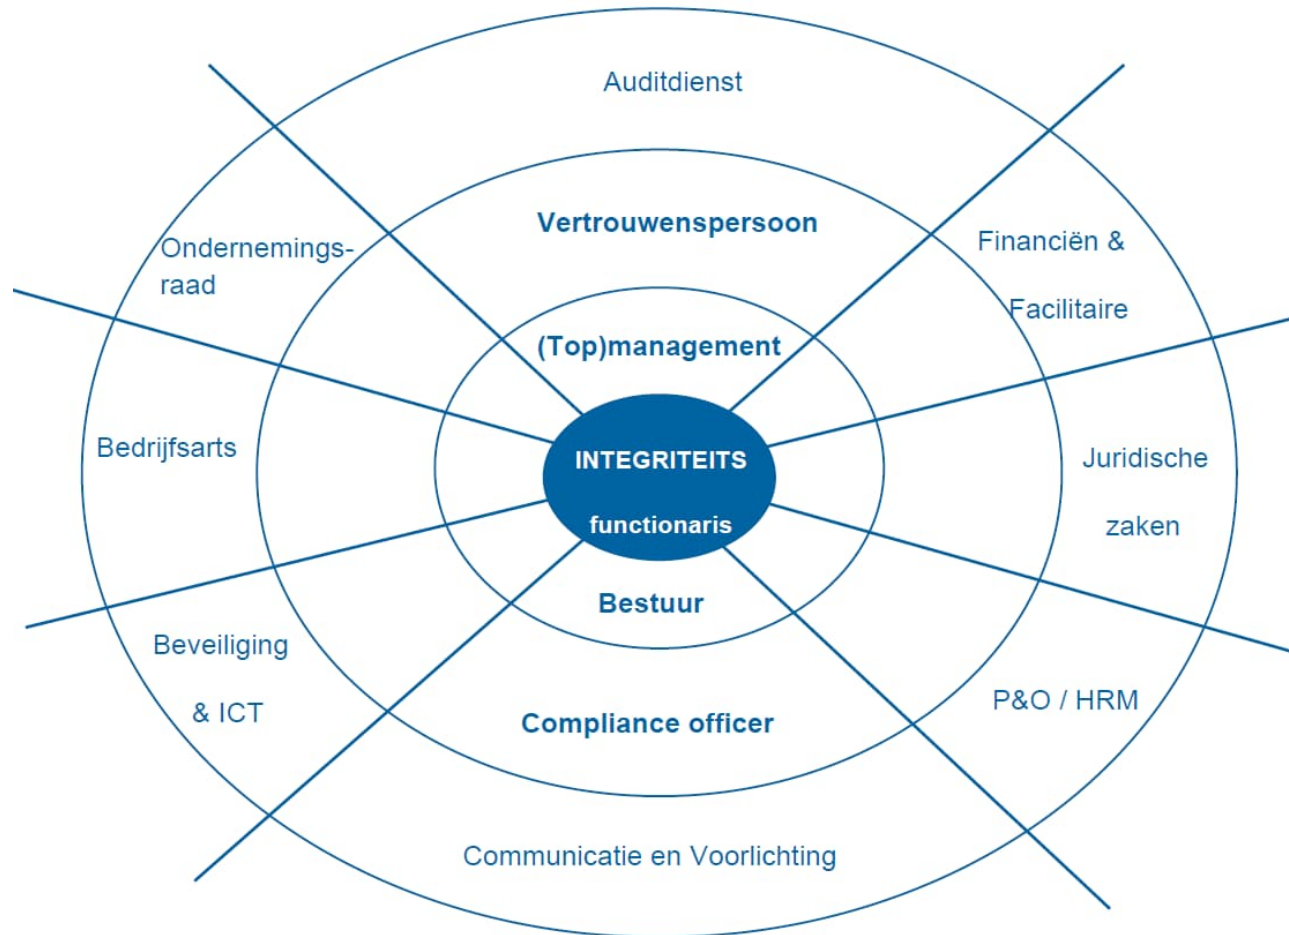 Auditdienst
Vertrouwenspersoon
Ondernemings-
raad
Financiën &
Facilitaire
(Top)management
Bedrijfsarts
INTEGRITEITS
functionaris
Juridische
zaken
Bestuur
Beveiliging
& ICT
P&O / HRM
Compliance officer
Communicatie en Voorlichting